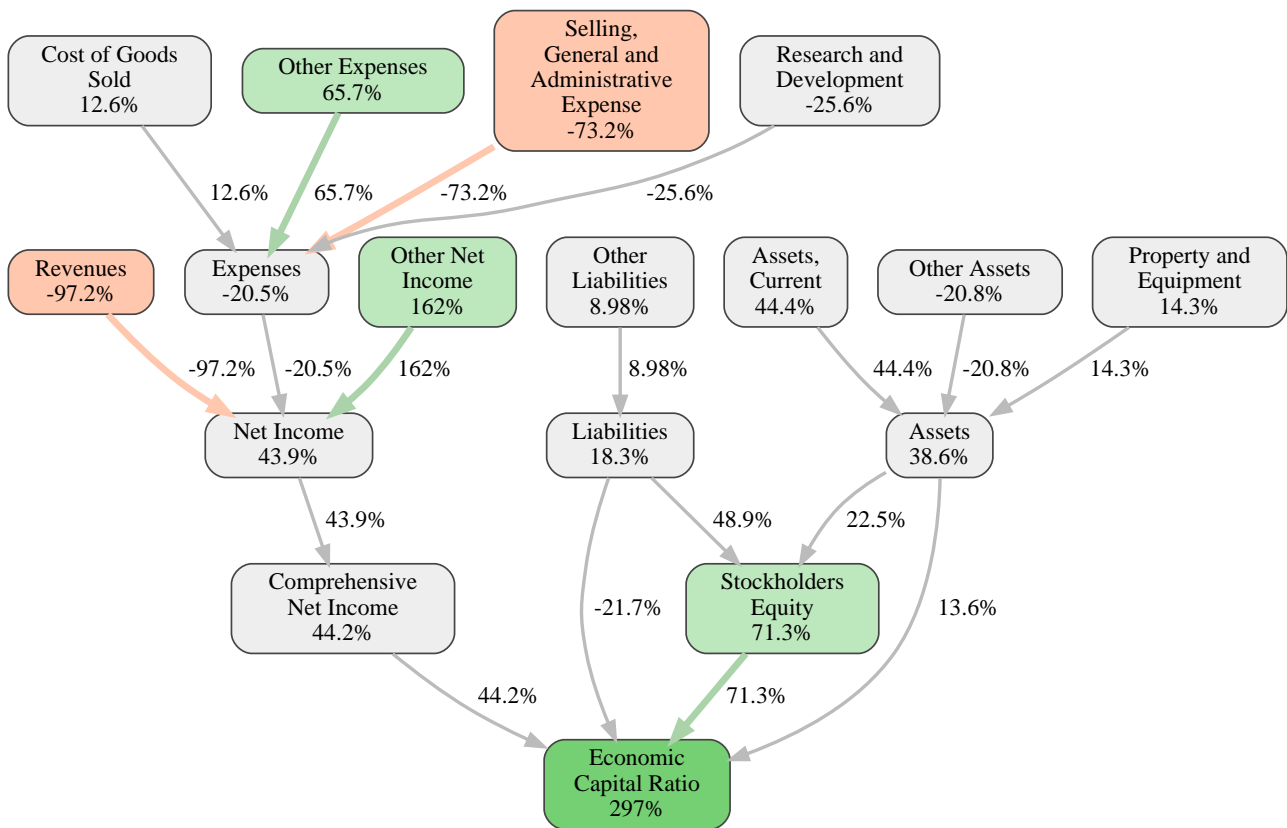 Cost of Goods
Sold
12.6%
Other Expenses
65.7%
Selling,
General and
Administrative
Expense
-73.2%
Research and
Development
-25.6%
12.6%
65.7%
-73.2%
-25.6%
Revenues
-97.2%
Expenses
-20.5%
Other Net
Income
162%
Other
Liabilities
8.98%
Assets,
Current
44.4%
Other Assets
-20.8%
Property and
Equipment
14.3%
-97.2%
-20.5%
162%
8.98%
44.4%
-20.8%
14.3%
Net Income
43.9%
Liabilities
18.3%
Assets
38.6%
43.9%
48.9%
22.5%
Comprehensive
Net Income
44.2%
-21.7%
Stockholders
Equity
71.3%
13.6%
44.2%
71.3%
Economic
Capital Ratio
297%